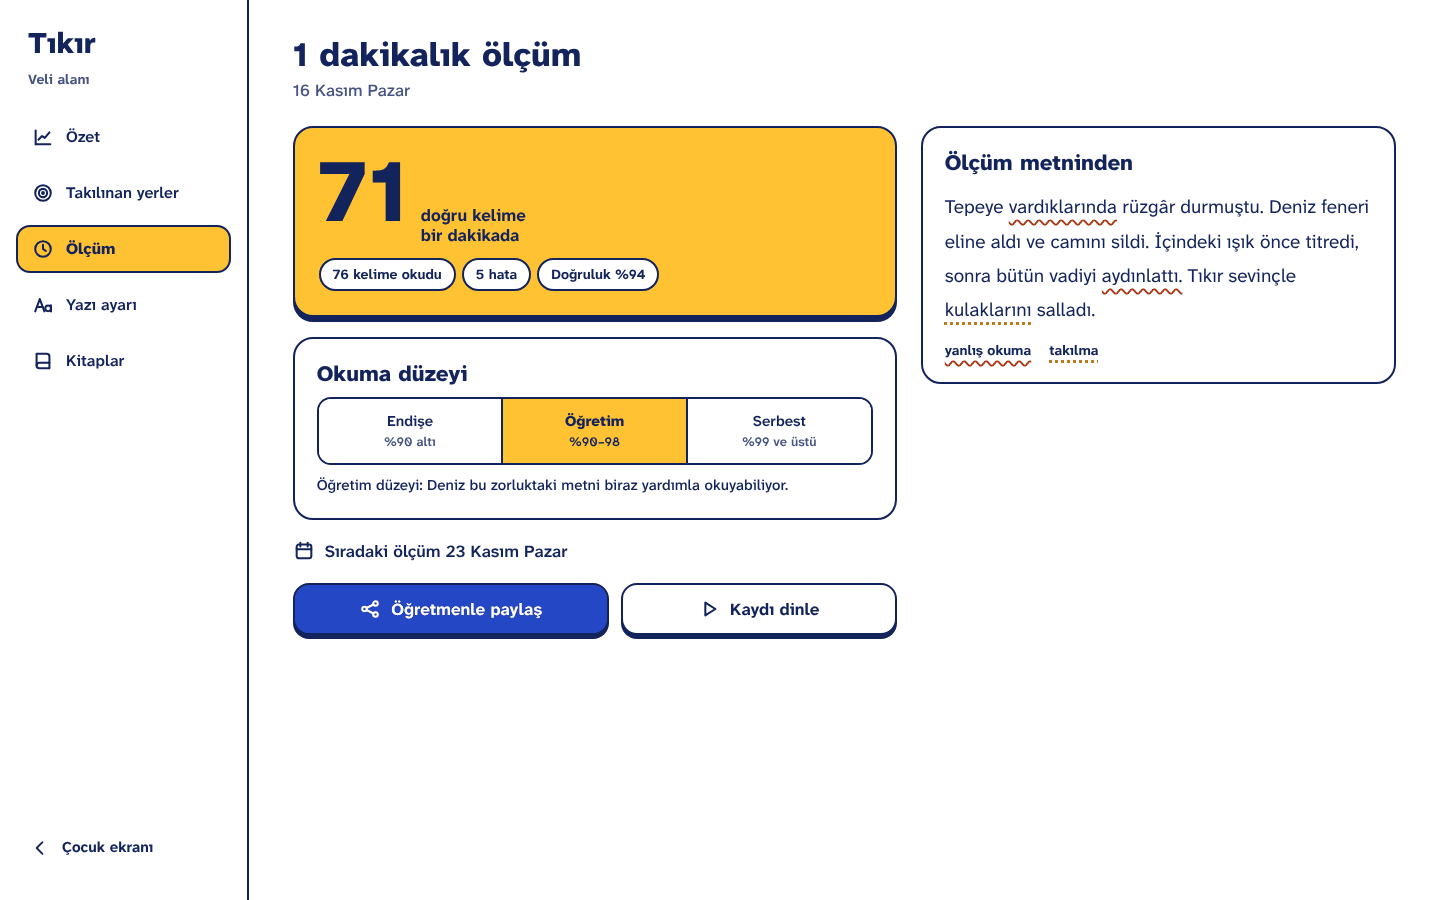 Tıkır
Veli alanı
Özet
Takılınan yerler
Ölçüm
Yazı ayarı
Kitaplar
Çocuk ekranı
1 dakikalık ölçüm
16 Kasım Pazar
71
doğru kelime
bir dakikada
76 kelime okudu
5 hata
Doğruluk %94
Okuma düzeyi
Endişe
%90 altı
Öğretim
%90–98
Serbest
%99 ve üstü
Öğretim düzeyi: Deniz bu zorluktaki metni biraz yardımla okuyabiliyor.
Sıradaki ölçüm 23 Kasım Pazar
Öğretmenle paylaş
Kaydı dinle
Ölçüm metninden
Tepeye vardıklarında rüzgâr durmuştu. Deniz feneri
eline aldı ve camını sildi. İçindeki ışık önce titredi,
sonra bütün vadiyi aydınlattı. Tıkır sevinçle
kulaklarını salladı.
yanlış okuma
takılma